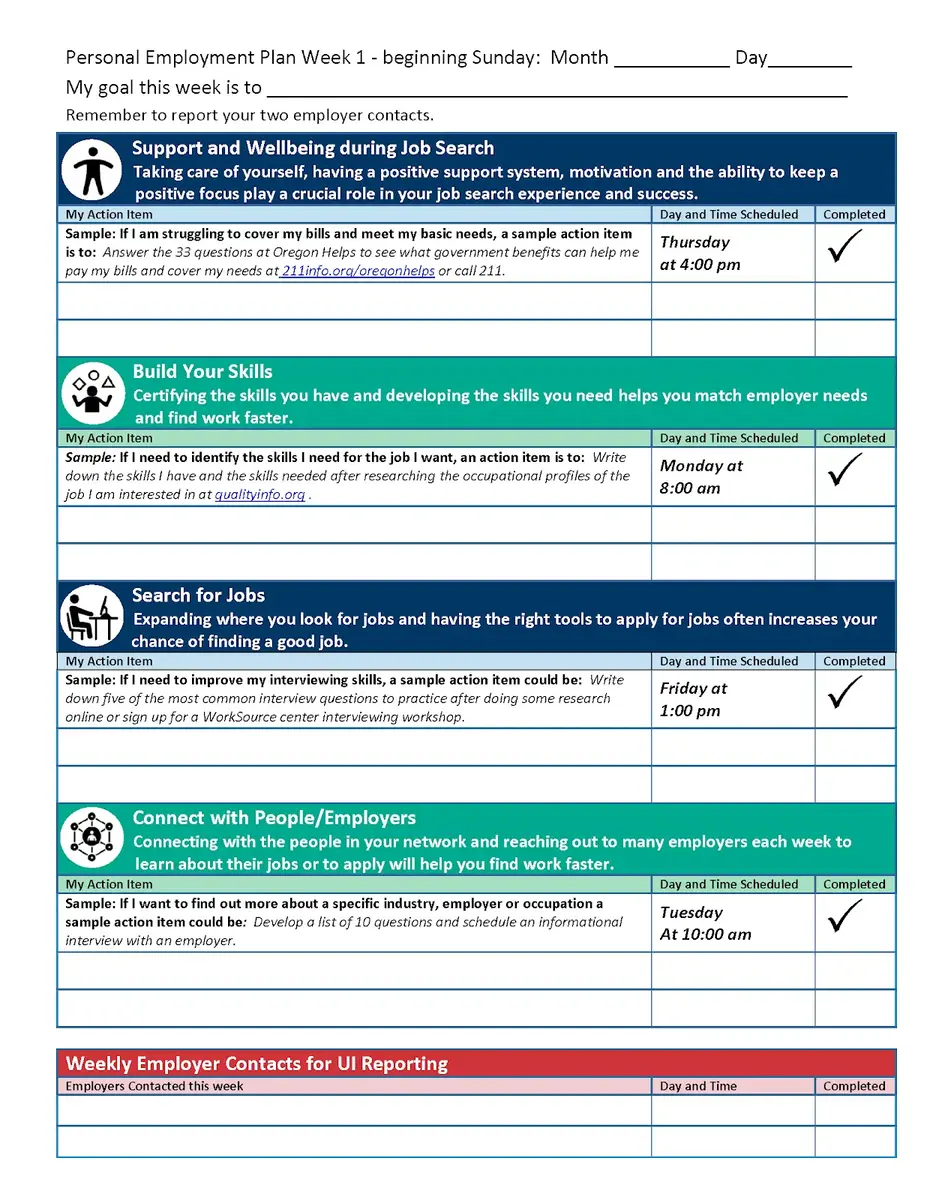 Personal Employment Plan Week 1 - beginning Sunday:  Month ___________ Day________
My goal this week is to _______________________________________________________
Remember to report your two employer contacts.
Support and Wellbeing during Job Search
Taking care of yourself, having a positive support system, motivation and the ability to keep a
positive focus play a crucial role in your job search experience and success.
My Action Item Day and Time Scheduled Completed
Sample: If I am struggling to cover my bills and meet my basic needs, a sample action item
is to:  Answer the 33 questions at Oregon Helps to see what government benefits can help me
pay my bills and cover my needs at 211info.org/oregonhelps or call 211.
Thursday
at 4:00 pm
✓
Build Your Skills
Certifying the skills you have and developing the skills you need helps you match employer needs
and find work faster.
My Action Item Day and Time Scheduled Completed
Sample: If I need to identify the skills I need for the job I want, an action item is to:  Write
down the skills I have and the skills needed after researching the occupational profiles of the
job I am interested in at qualityinfo.org .
Monday at
8:00 am
✓
Search for Jobs
Expanding where you look for jobs and having the right tools to apply for jobs often increases your
chance of finding a good job.
My Action Item Day and Time Scheduled Completed
Sample: If I need to improve my interviewing skills, a sample action item could be:  Write
down five of the most common interview questions to practice after doing some research
online or sign up for a WorkSource center interviewing workshop.
Friday at
1:00 pm
✓
Connect with People/Employers
Connecting with the people in your network and reaching out to many employers each week to
learn about their jobs or to apply will help you find work faster.
My Action Item Day and Time Scheduled Completed
Sample: If I want to find out more about a specific industry, employer or occupation a
sample action item could be:  Develop a list of 10 questions and schedule an informational
interview with an employer.
Tuesday
At 10:00 am
✓
Weekly Employer Contacts for UI Reporting
Employers Contacted this week Day and Time Completed